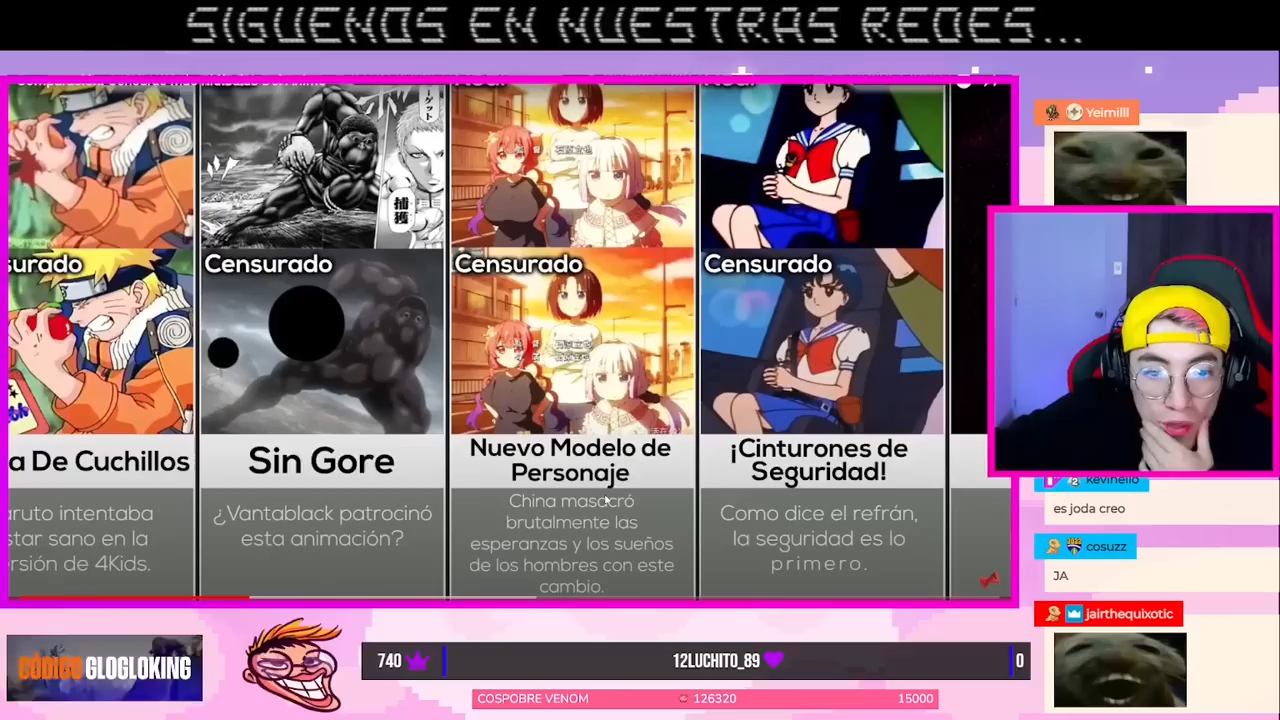 SIGUENOS EN NUESTRAS REDES...
Yeimilll
捕獲
Censurado
Censurado
Censurado
surado
a De Cuchillos
Sin Gore
Nuevo Modelo de
Personaje
¡Cinturones de
Seguridad!
aruto intentaba
star sano en la
ersión de 4Kids.
¿Vantablack patrocinó
esta animación?
China masacró
brutalmente las
esperanzas y los sueños
de los hombres con este
cambio.
Como dice el refrán,
la seguridad es lo
primero.
kevinello
es joda creo
cosuzz
JA
jairthequixotic
CÓDIGO GLOGLOKING
740
12LUCHITO_89
0
COSPOBRE VENOM
126320
15000